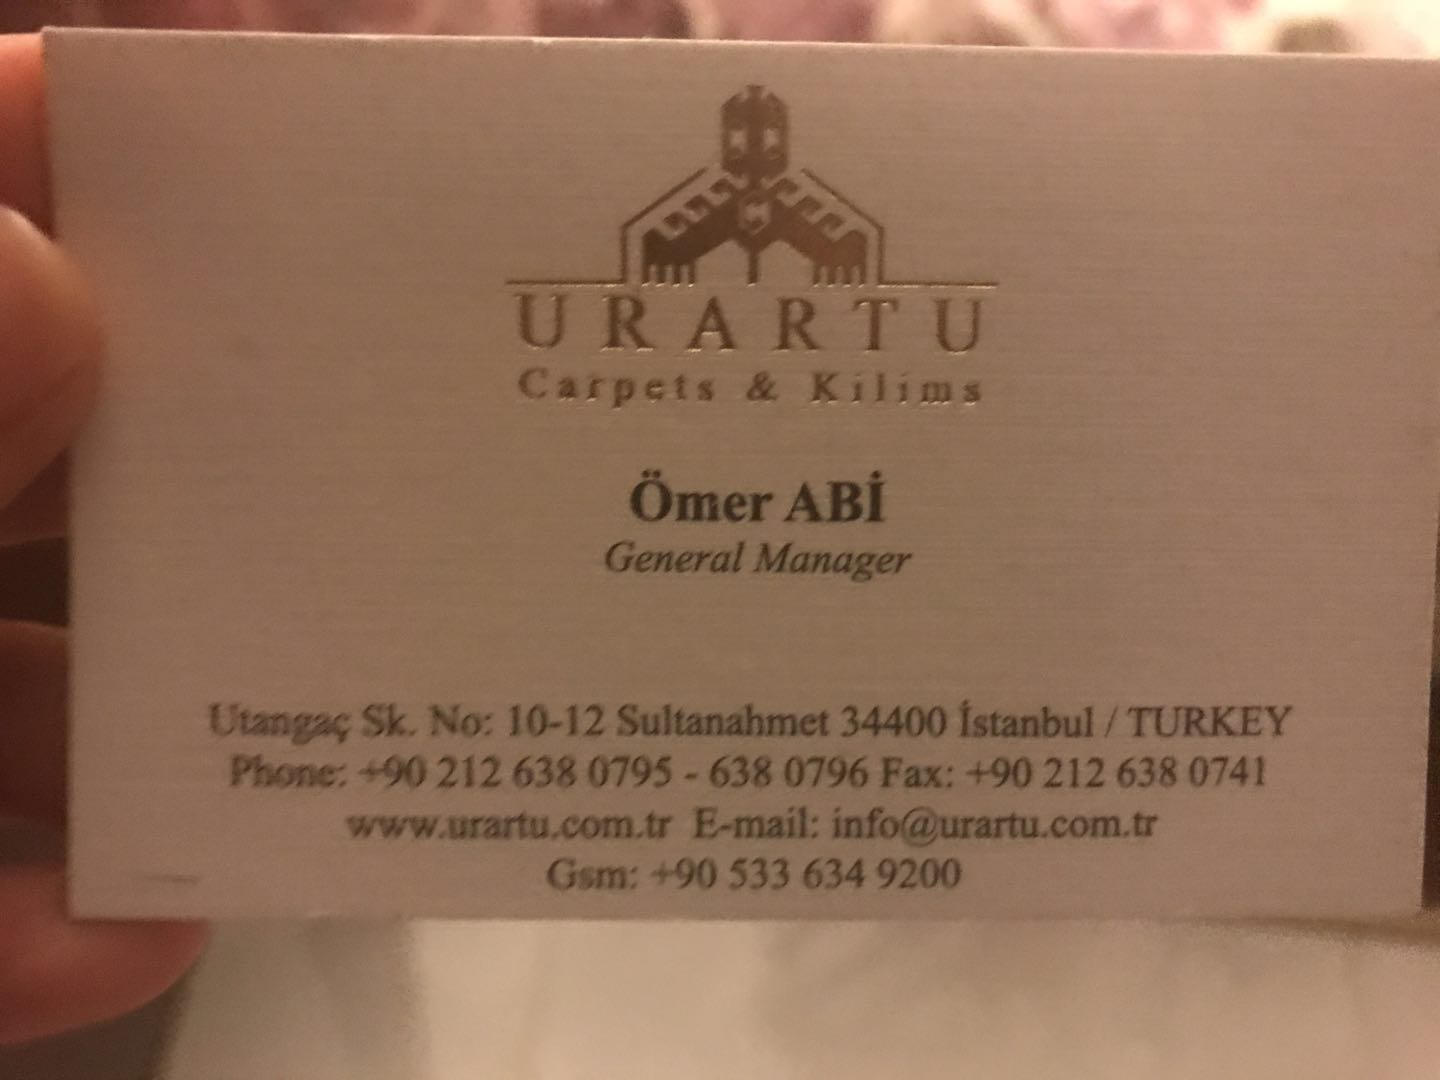 URARTU
Carpets & Kilims
Ömer ABİ
General Manager
Utangaç Sk. No: 10-12 Sultanahmet 34400 İstanbul / TURKEY
Phone: +90 212 638 0795 - 638 0796 Fax: +90 212 638 0741
www.urartu.com.tr E-mail: info@urartu.com.tr
Gsm: +90 533 634 9200